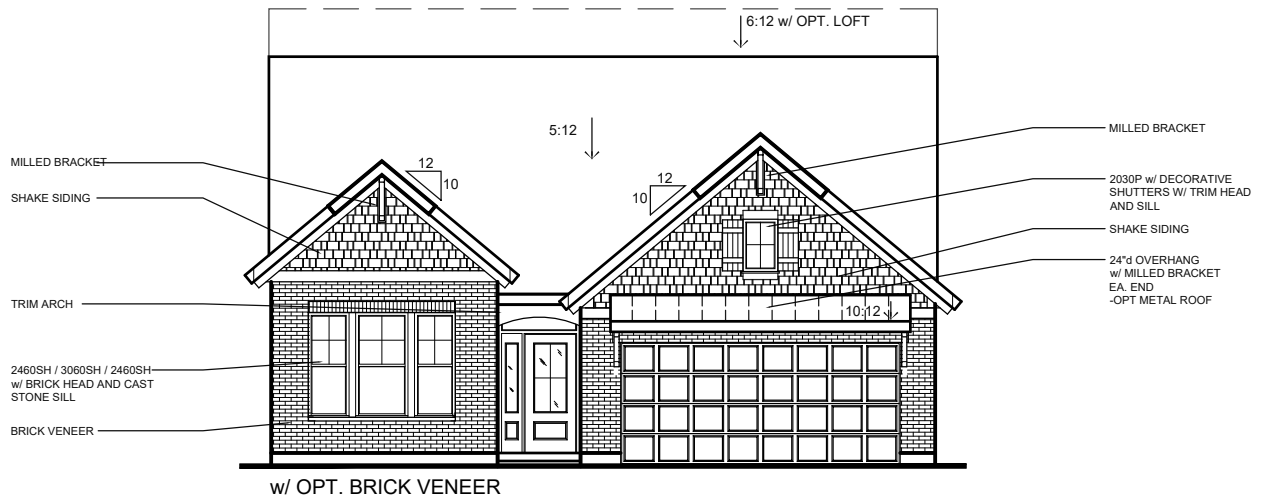 6:12 w/ OPT. LOFT
5:12
12
10
12
10
10:12
MILLED BRACKET
SHAKE SIDING
TRIM ARCH
2460SH / 3060SH / 2460SH
w/ BRICK HEAD AND CAST
STONE SILL
BRICK VENEER
MILLED BRACKET
2030P w/ DECORATIVE
SHUTTERS W/ TRIM HEAD
AND SILL
SHAKE SIDING
24"d OVERHANG
w/ MILLED BRACKET
EA. END
-OPT METAL ROOF
w/ OPT. BRICK VENEER